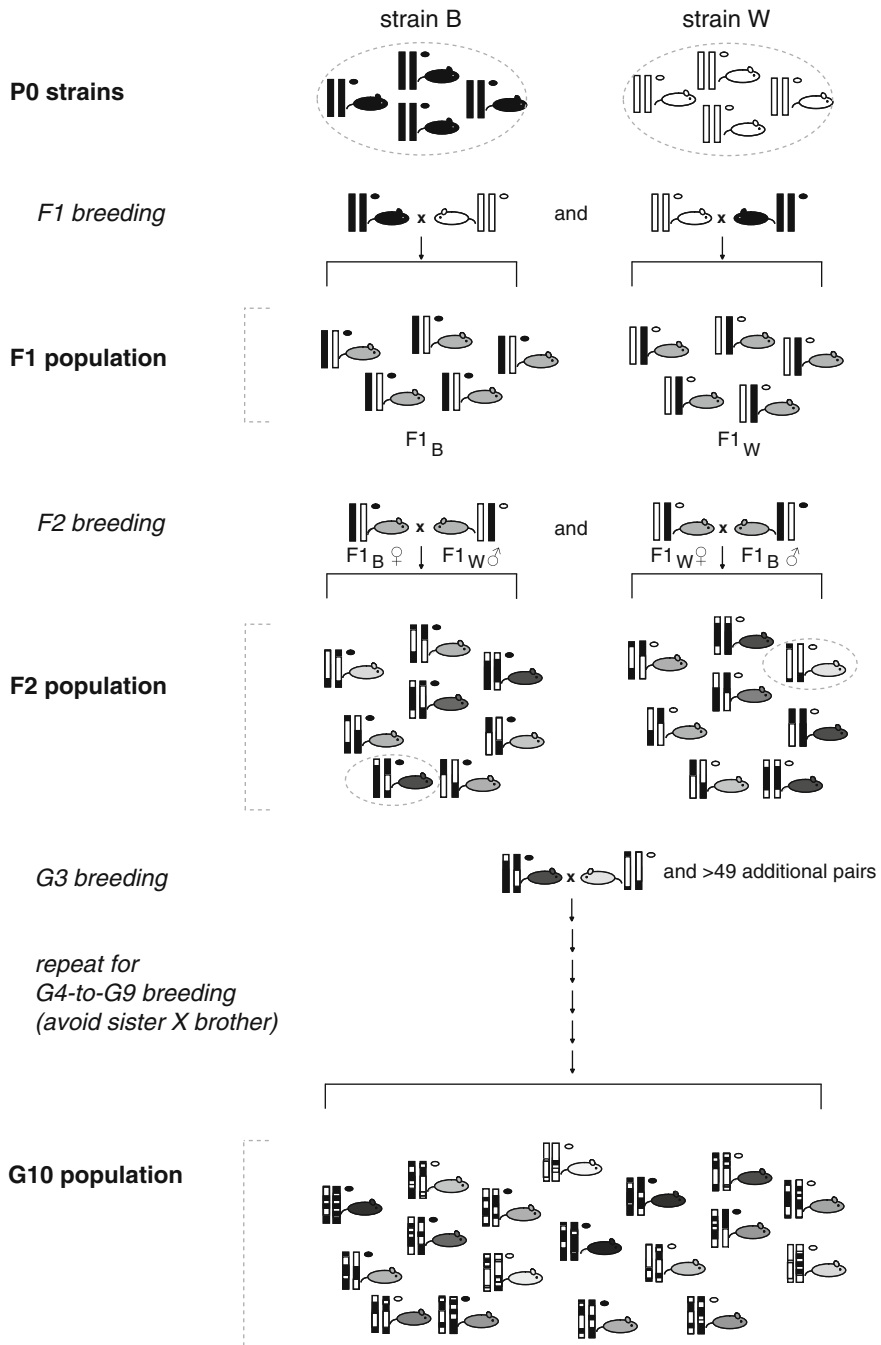 strain B
strain W
P0 strains
F1 breeding
x
and
x
F1 population
F1B
F1W
F2 breeding
x
and
x
F1B ♀
F1W ♂
F1W ♀
F1B ♂
F2 population
G3 breeding
x
and >49 additional pairs
repeat for
G4-to-G9 breeding
(avoid sister X brother)
G10 population